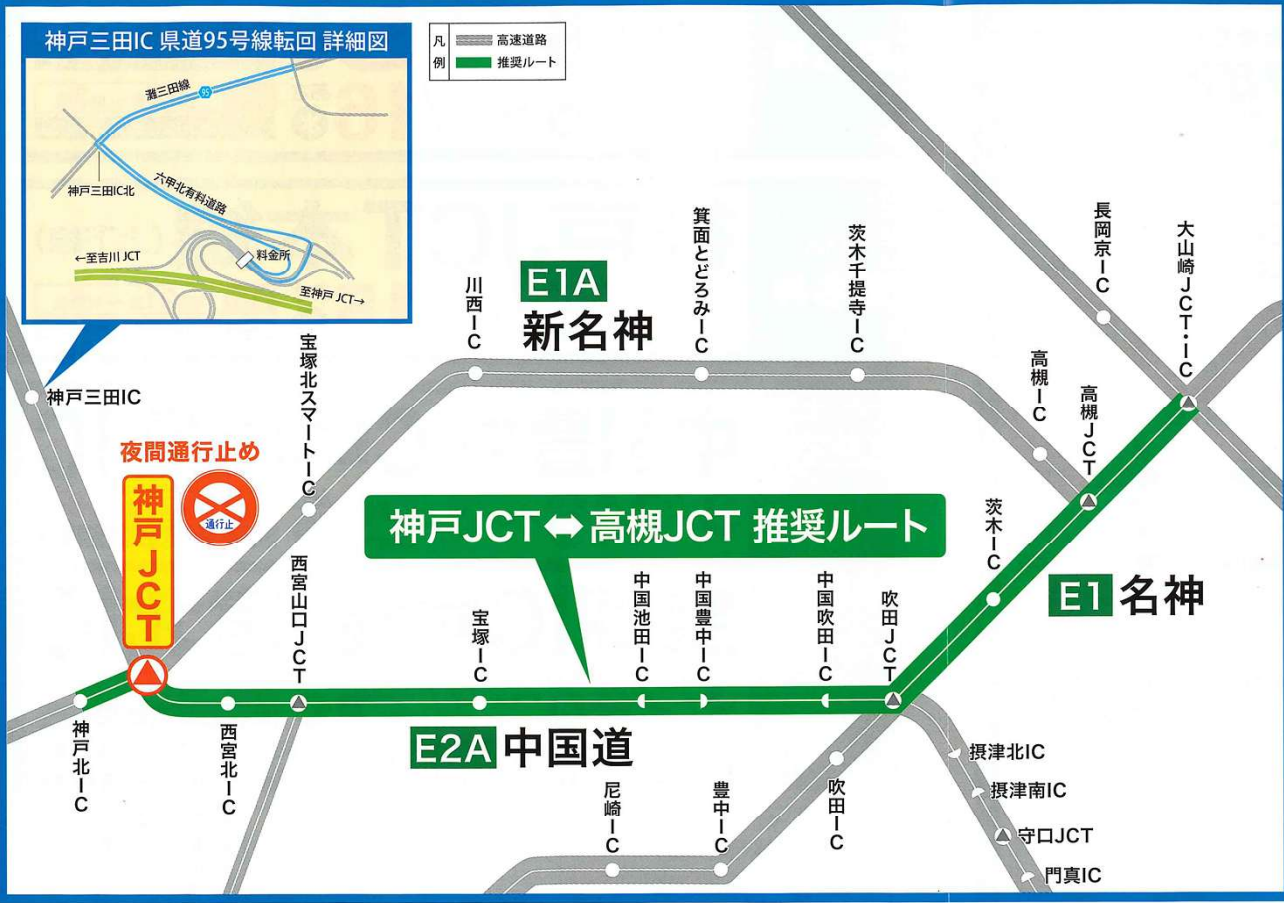 神戸三田IC 県道95号線転回 詳細図
灘三田線
95
神戸三田IC北
六甲北有料道路
←至吉川 JCT
料金所
至神戸 JCT→
凡例
高速道路
推奨ルート
神戸三田IC
夜間通行止め
通行止
神戸JCT
神戸北IC
宝塚北スマートIC
川西IC
E1A
新名神
箕面とどろみIC
茨木千提寺IC
長岡京IC
大山崎JCT・IC
高槻IC
高槻JCT
神戸JCT⇔高槻JCT 推奨ルート
西宮北IC
西宮山口JCT
宝塚IC
中国池田IC
中国豊中IC
中国吹田IC
吹田JCT
茨木IC
E1 名神
E2A 中国道
尼崎IC
豊中IC
吹田IC
摂津北IC
摂津南IC
守口JCT
門真IC